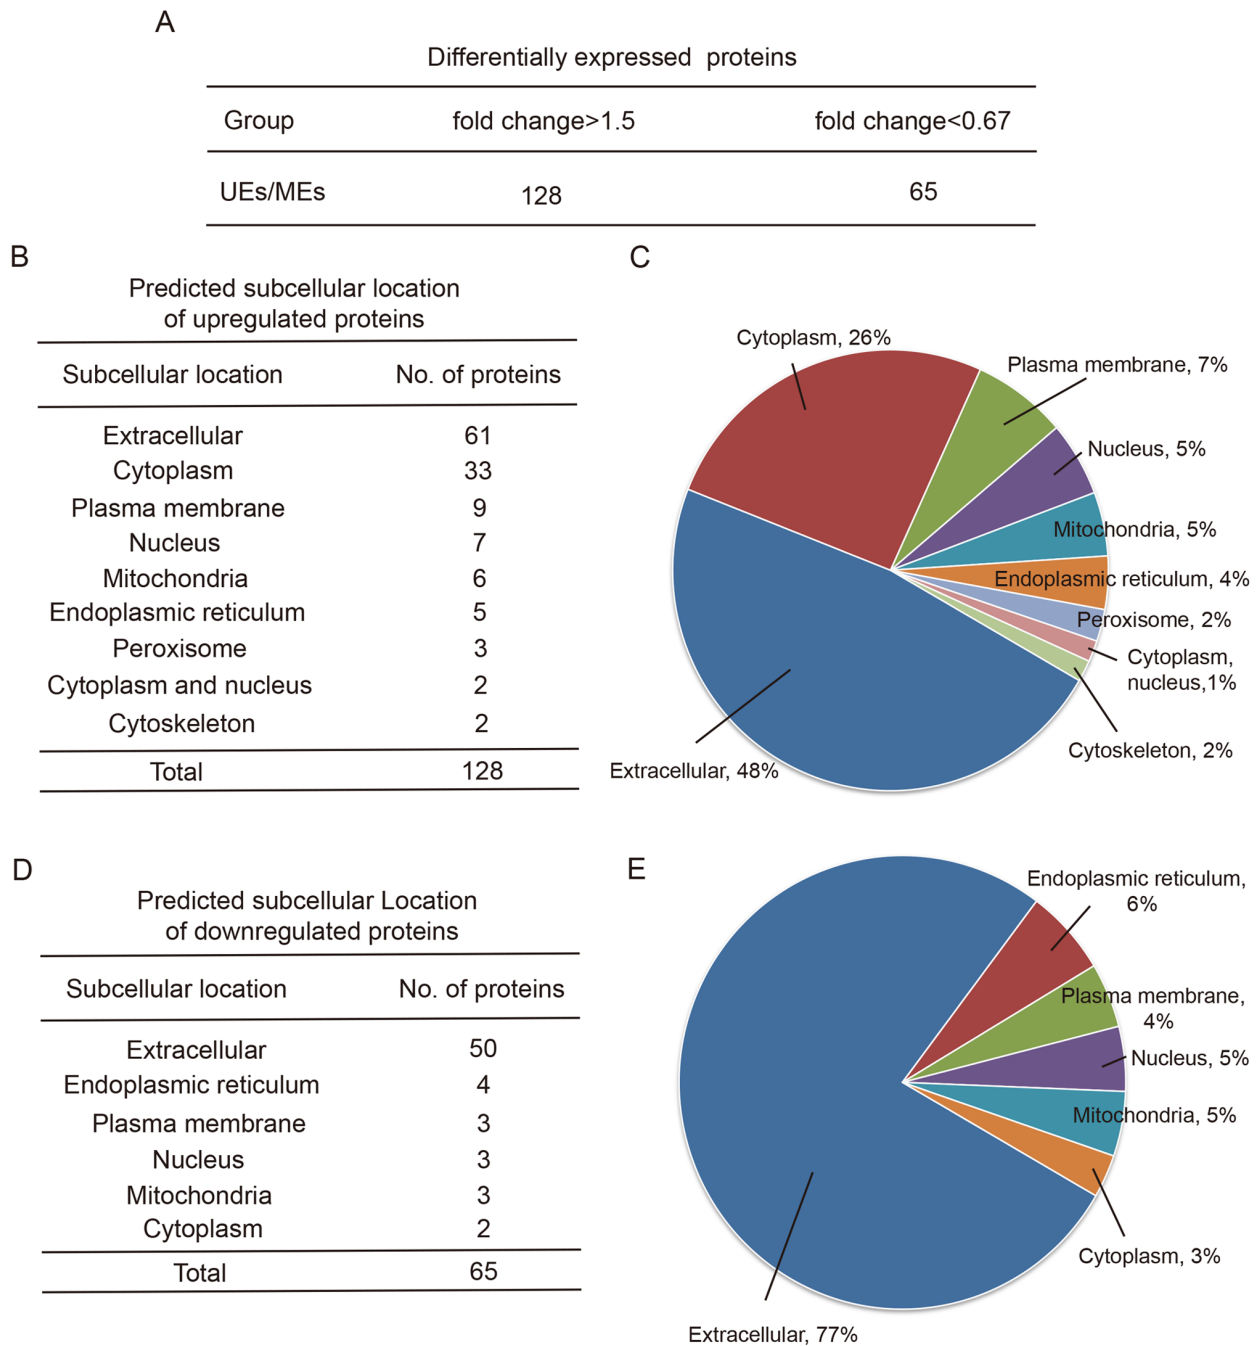 A
Differentially expressed proteins
Group fold change>1.5 fold change<0.67
UEs/MEs 128 65
B
Predicted subcellular location
of upregulated proteins
Subcellular location No. of proteins
Extracellular 61
Cytoplasm 33
Plasma membrane 9
Nucleus 7
Mitochondria 6
Endoplasmic reticulum 5
Peroxisome 3
Cytoplasm and nucleus 2
Cytoskeleton 2
Total 128
C
Cytoplasm, 26%
Plasma membrane, 7%
Nucleus, 5%
Mitochondria, 5%
Endoplasmic reticulum, 4%
Peroxisome, 2%
Cytoplasm,
nucleus,1%
Cytoskeleton, 2%
Extracellular, 48%
D
Predicted subcellular Location
of downregulated proteins
Subcellular location No. of proteins
Extracellular 50
Endoplasmic reticulum 4
Plasma membrane 3
Nucleus 3
Mitochondria 3
Cytoplasm 2
Total 65
E
Endoplasmic reticulum,
6%
Plasma membrane,
4%
Nucleus, 5%
Mitochondria, 5%
Cytoplasm, 3%
Extracellular, 77%